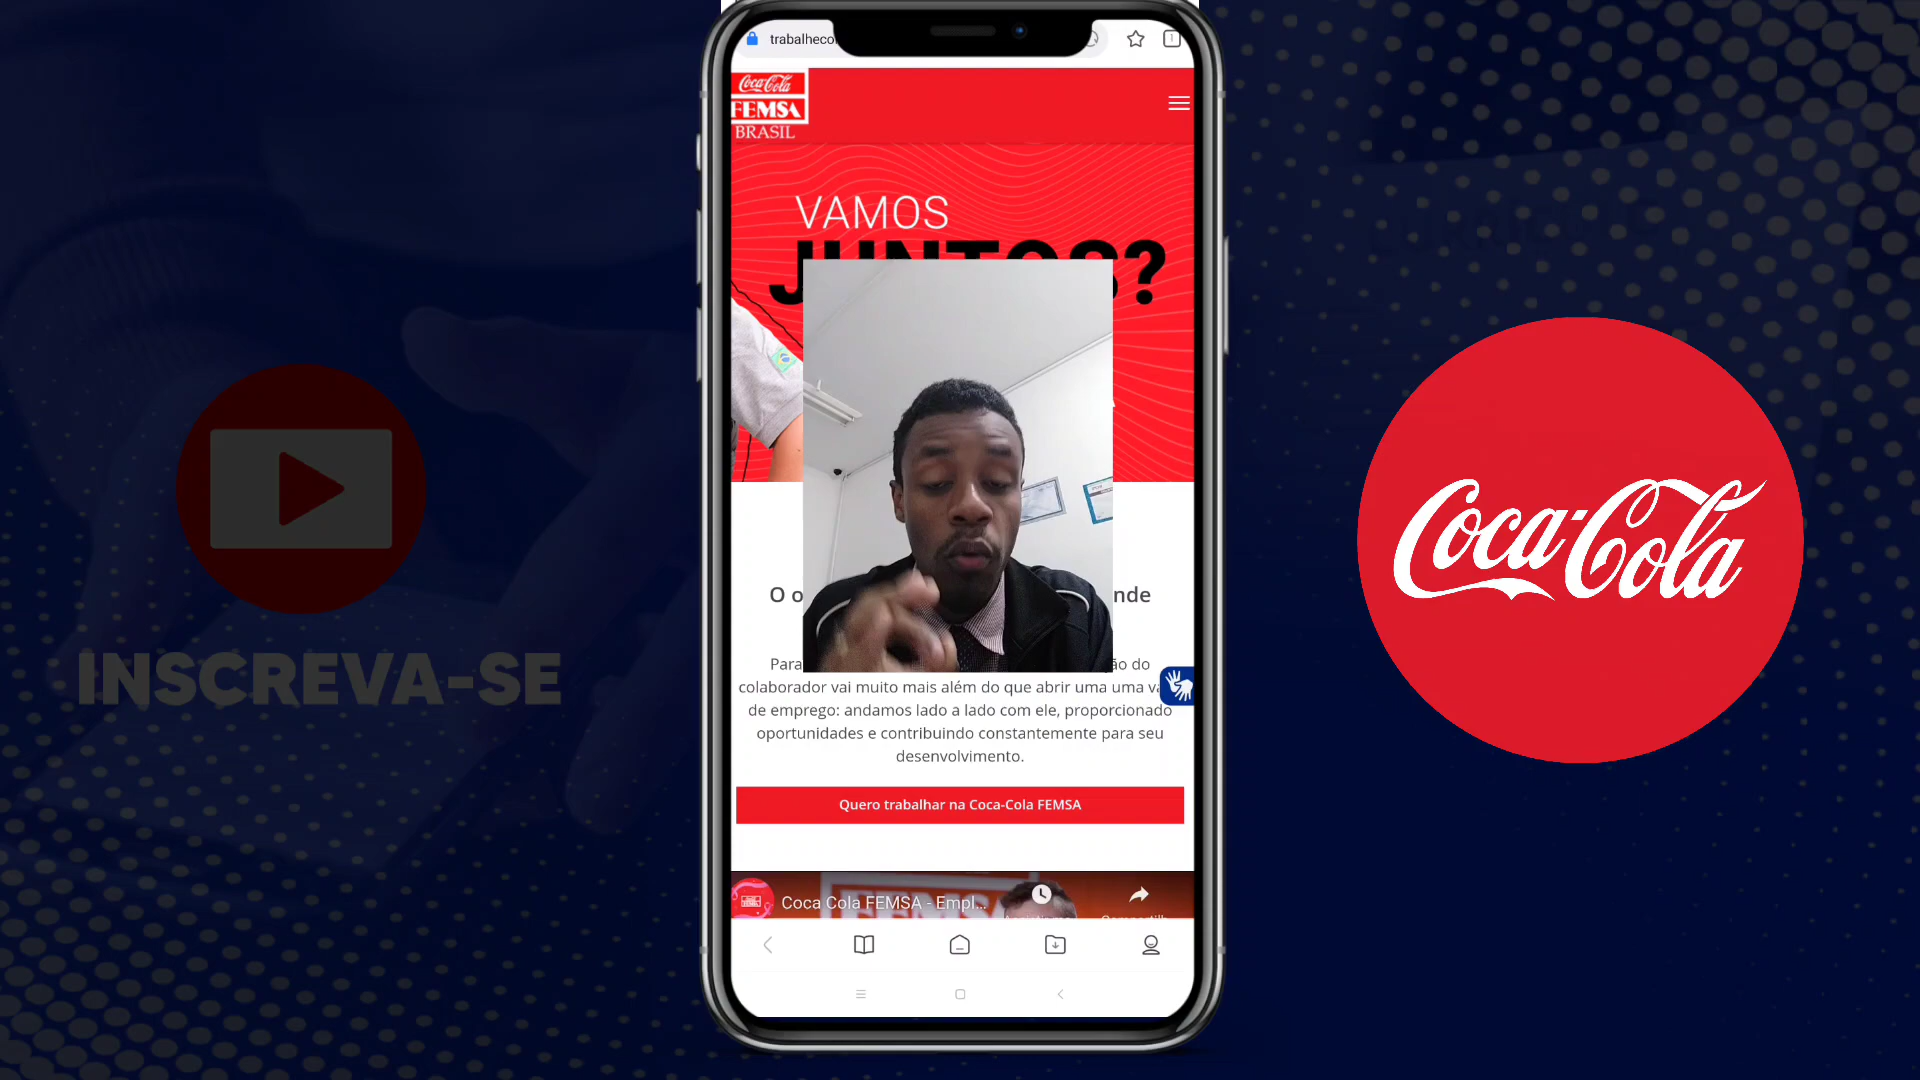 trabalheco
Coca-Cola
FEMSA
BRASIL
VAMOS
JUNTOS?
O o
nde
Para
ão do
colaborador vai muito mais além do que abrir uma uma va
de emprego: andamos lado a lado com ele, proporcionado
oportunidades e contribuindo constantemente para seu
desenvolvimento.
Quero trabalhar na Coca-Cola FEMSA
Coca Cola FEMSA - Empl...
INSCREVA-SE
Coca-Cola